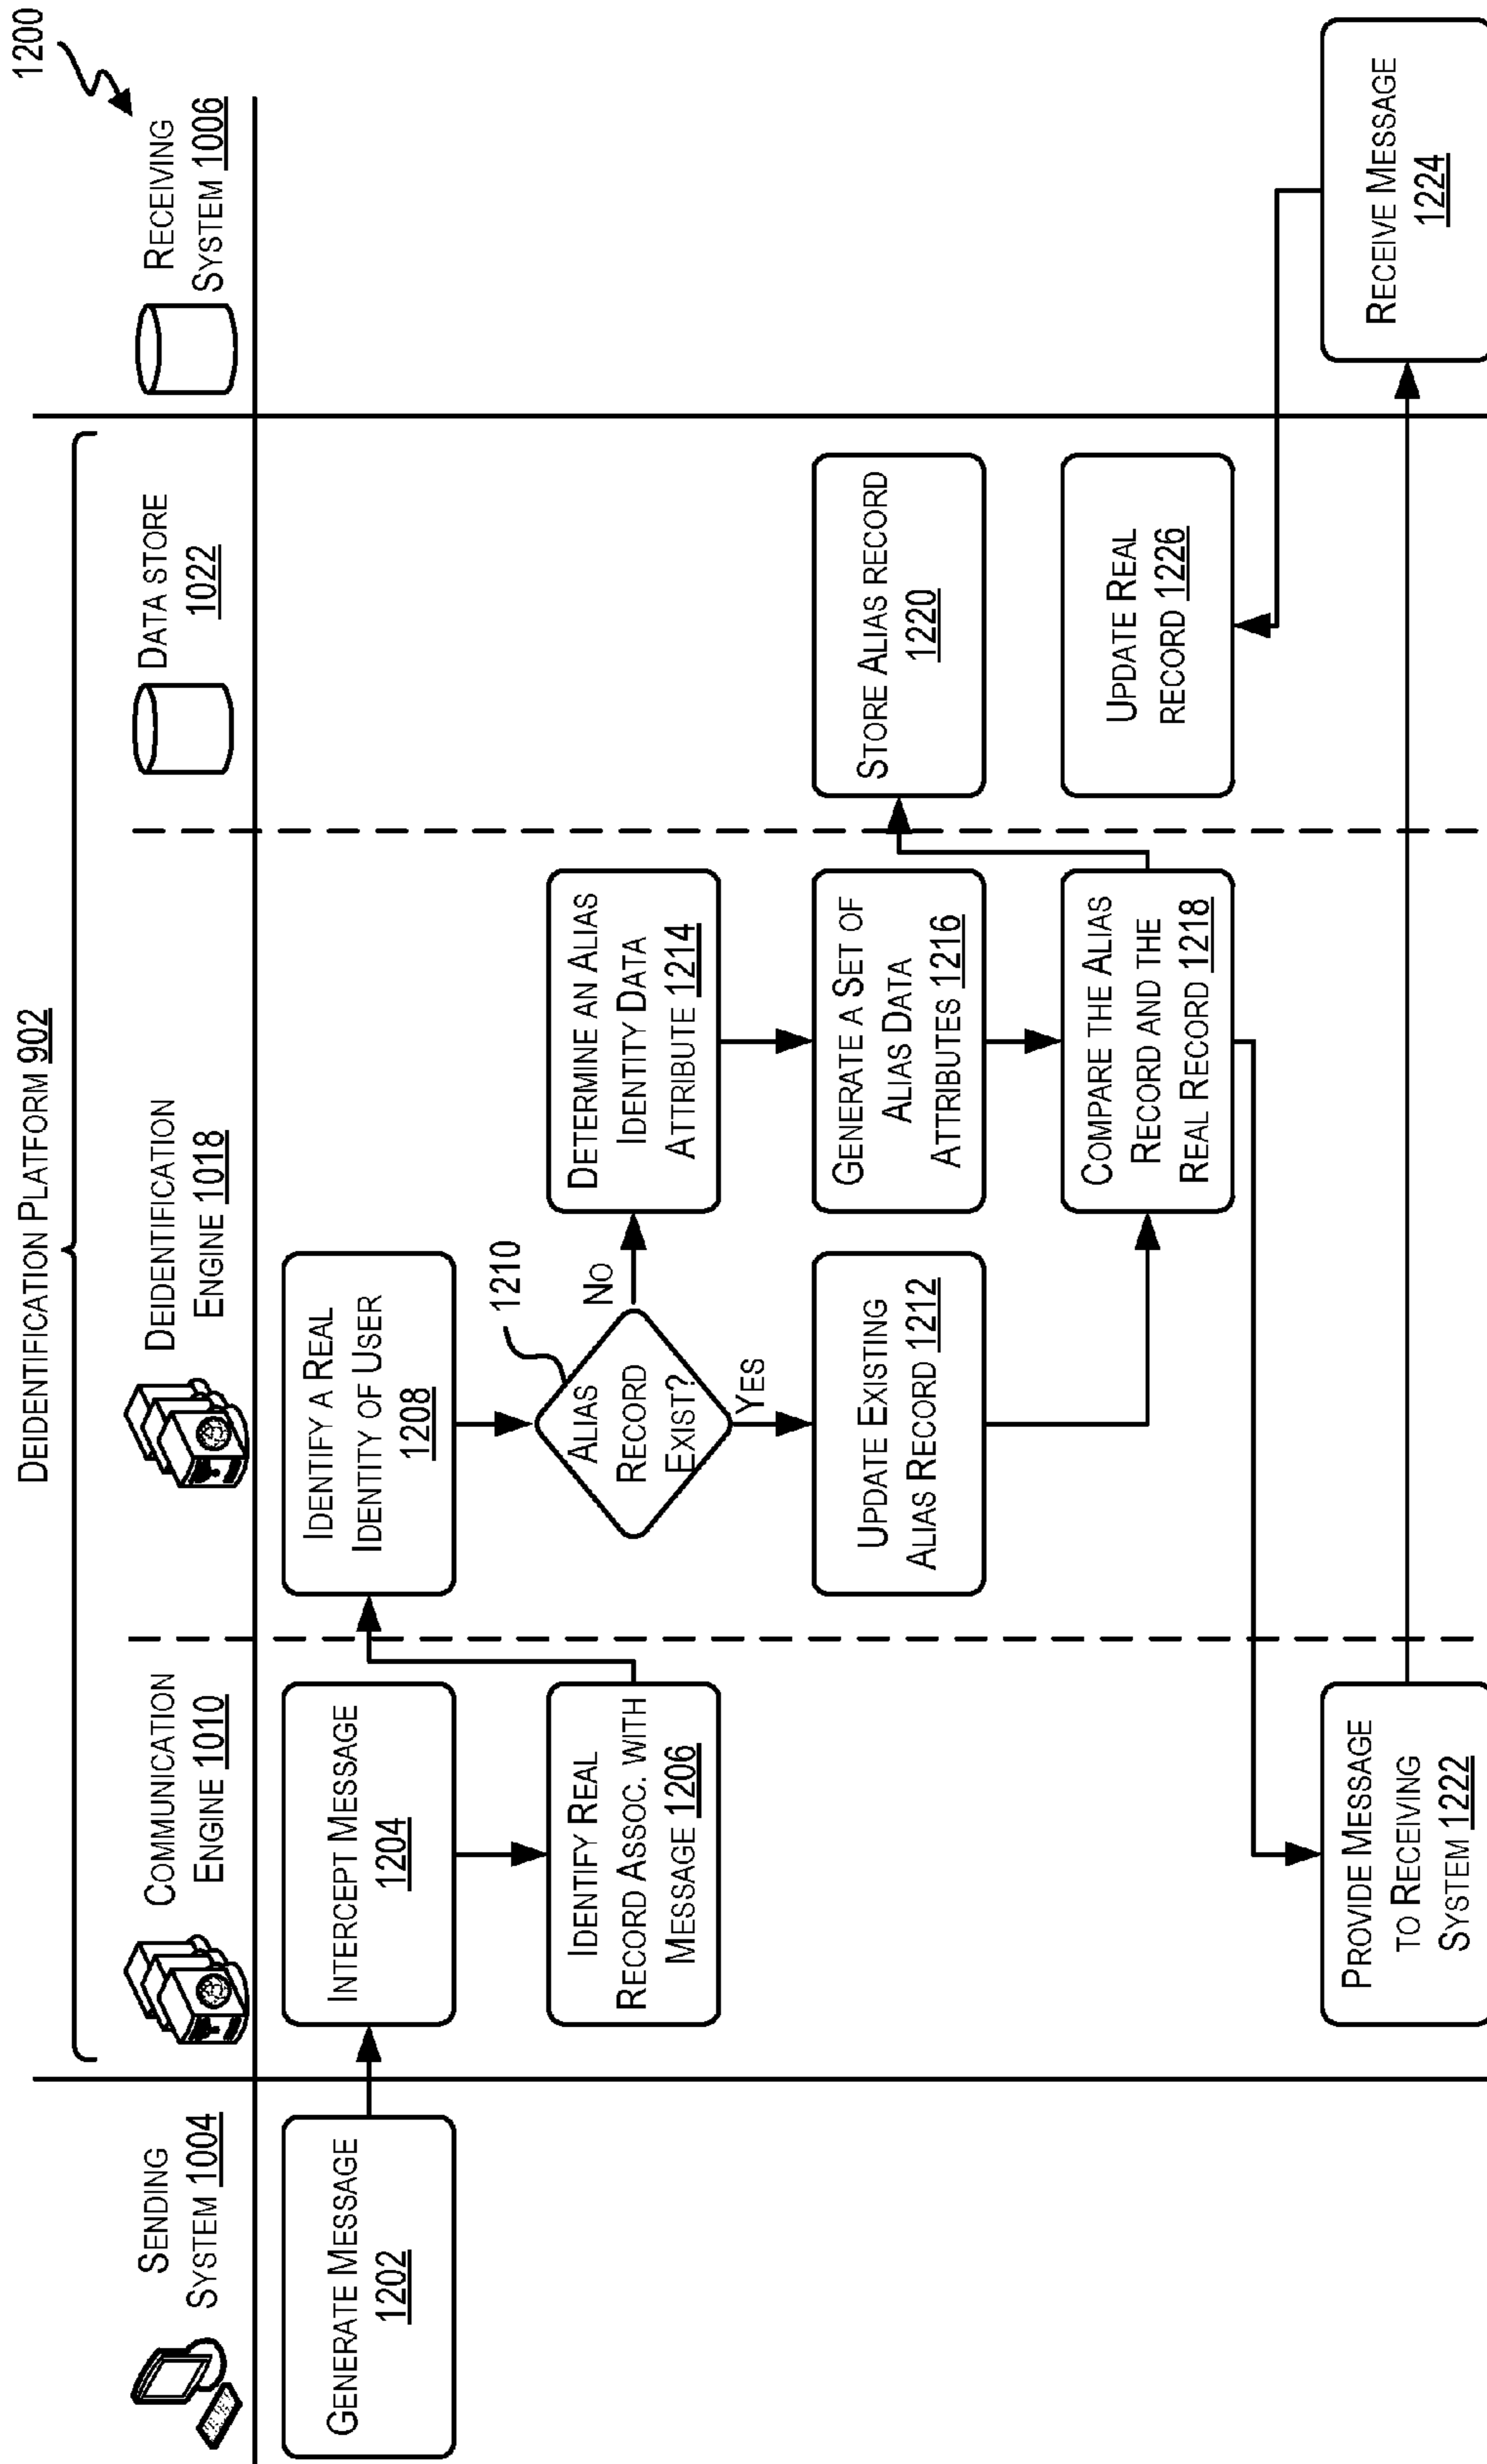 1200
DEIDENTIFICATION PLATFORM 902
SENDING
SYSTEM 1004
COMMUNICATION
ENGINE 1010
DEIDENTIFICATION
ENGINE 1018
DATA STORE
1022
RECEIVING
SYSTEM 1006
GENERATE MESSAGE
1202
INTERCEPT MESSAGE
1204
IDENTIFY REAL
RECORD ASSOC. WITH
MESSAGE 1206
IDENTIFY A REAL
IDENTITY OF USER
1208
1210
ALIAS
RECORD
EXIST?
NO
YES
UPDATE EXISTING
ALIAS RECORD 1212
DETERMINE AN ALIAS
IDENTITY DATA
ATTRIBUTE 1214
GENERATE A SET OF
ALIAS DATA
ATTRIBUTES 1216
COMPARE THE ALIAS
RECORD AND THE
REAL RECORD 1218
STORE ALIAS RECORD
1220
UPDATE REAL
RECORD 1226
PROVIDE MESSAGE
TO RECEIVING
SYSTEM 1222
RECEIVE MESSAGE
1224